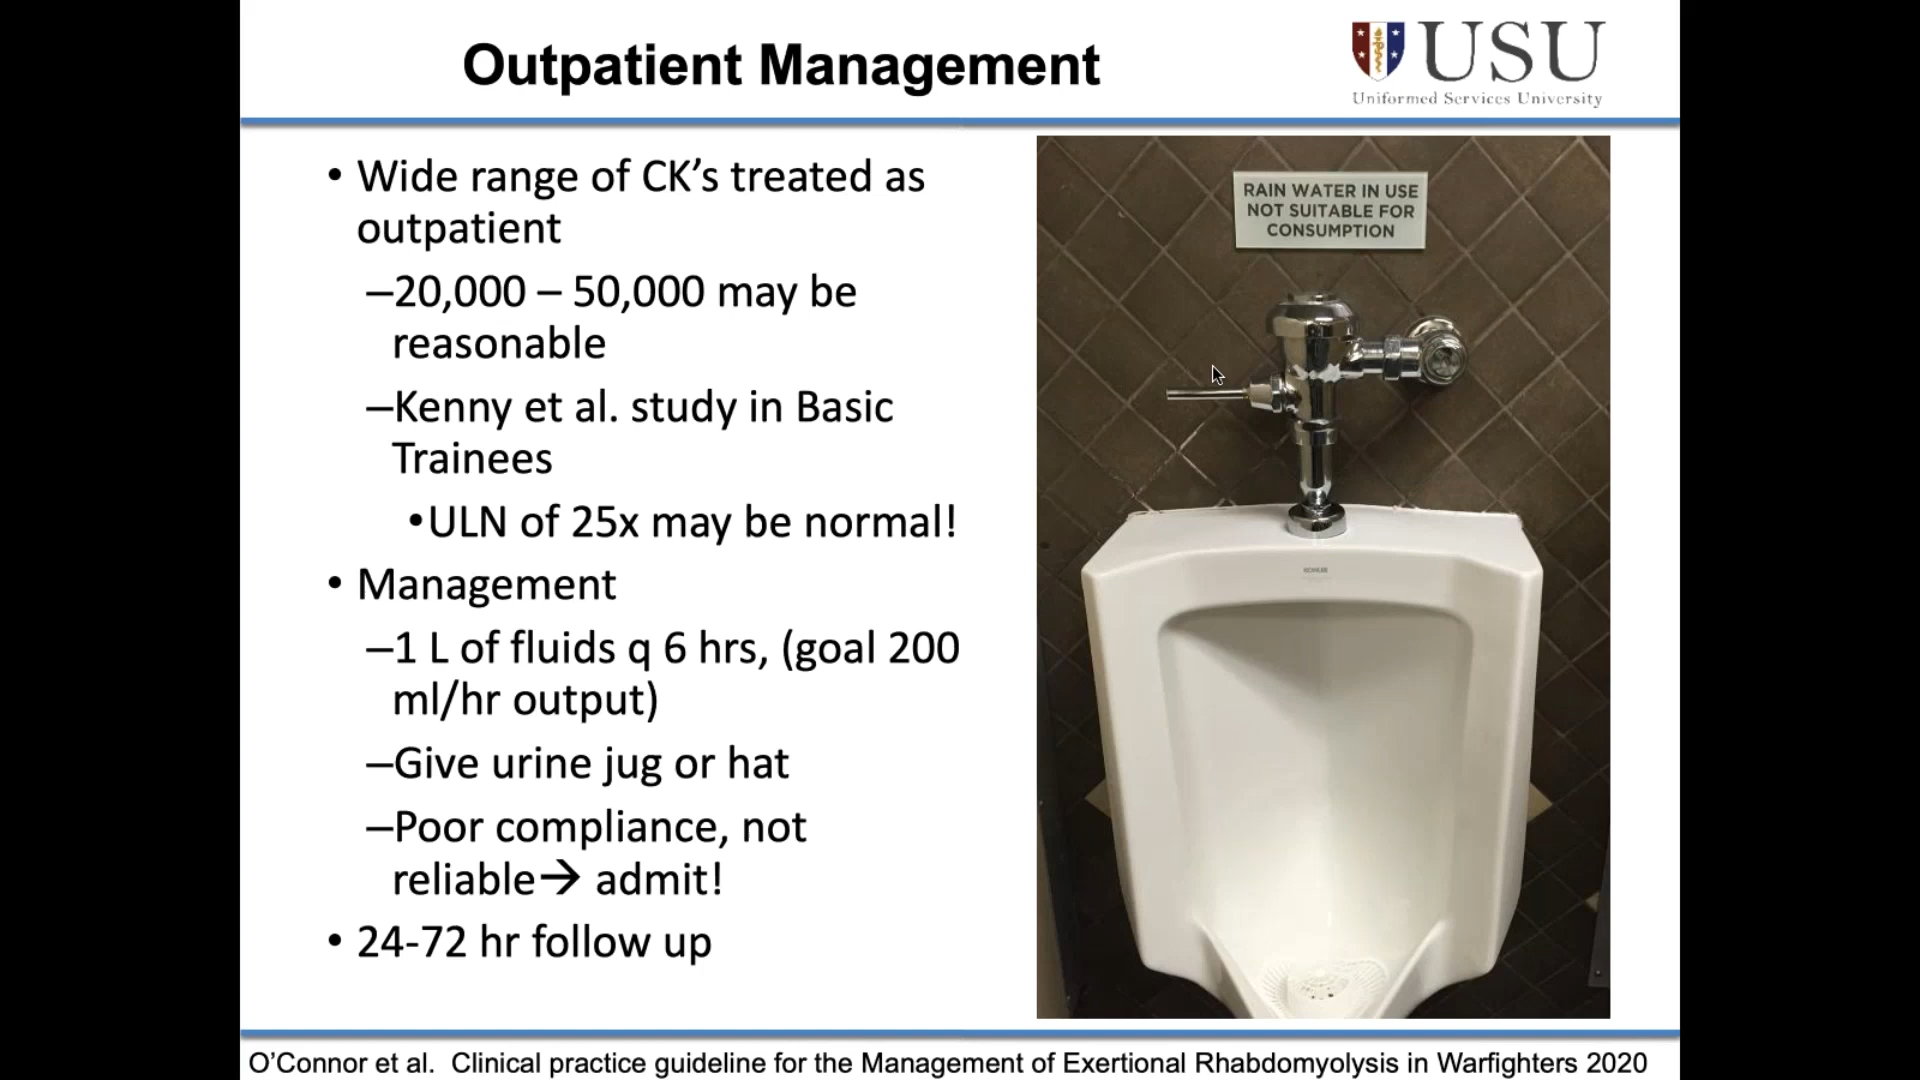 Outpatient Management
USU
Uniformed Services University
• Wide range of CK’s treated as
outpatient
–20,000 – 50,000 may be
reasonable
–Kenny et al. study in Basic
Trainees
•ULN of 25x may be normal!
• Management
–1 L of fluids q 6 hrs, (goal 200
ml/hr output)
–Give urine jug or hat
–Poor compliance, not
reliable→ admit!
• 24-72 hr follow up
RAIN WATER IN USE
NOT SUITABLE FOR
CONSUMPTION
KOHLER
O’Connor et al.  Clinical practice guideline for the Management of Exertional Rhabdomyolysis in Warfighters 2020